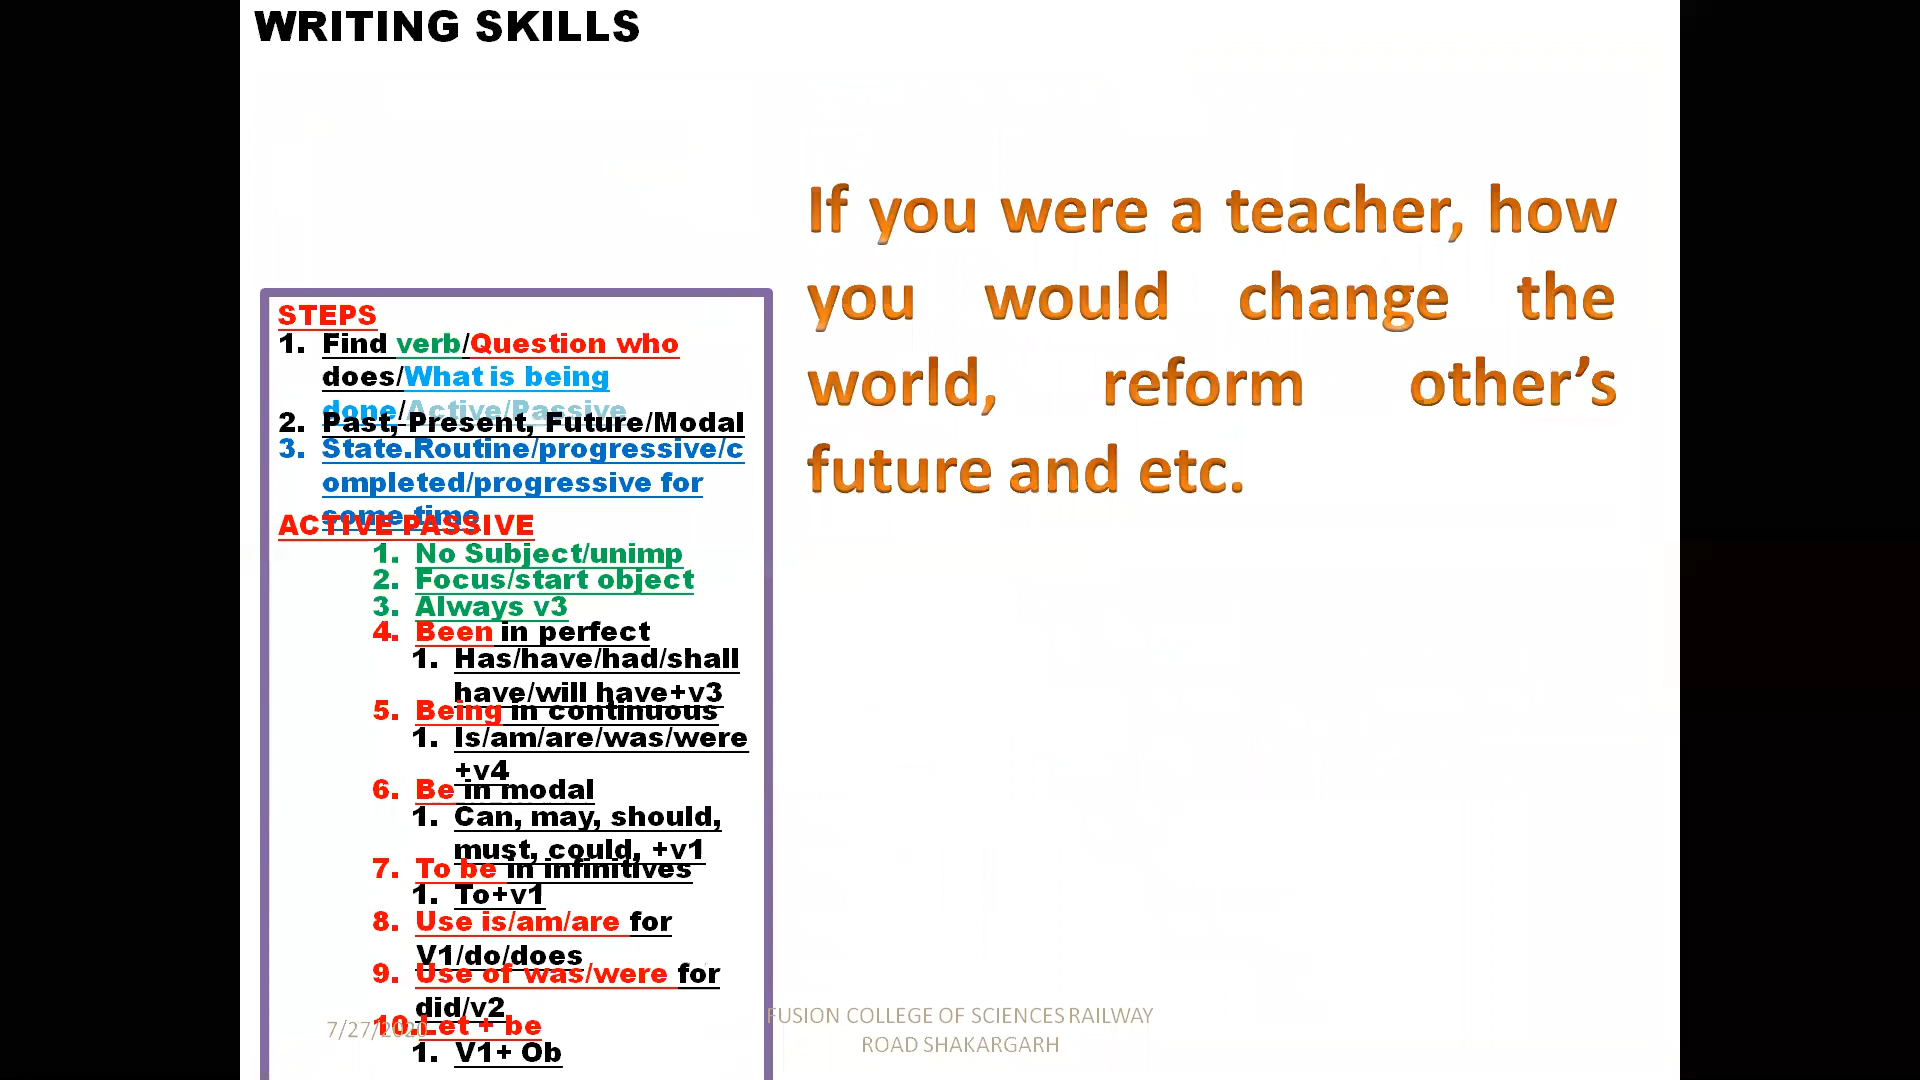 WRITING SKILLS
If you were a teacher, how
you would change the
world, reform other’s
future and etc.
STEPS
1. Find verb/Question who
does/What is being
done/Active/Passive
2. Past, Present, Future/Modal
3. State.Routine/progressive/c
ompleted/progressive for
some time
ACTIVE PASSIVE
1. No Subject/unimp
2. Focus/start object
3. Always v3
4. Been in perfect
1. Has/have/had/shall
have/will have+v3
5. Being in continuous
1. Is/am/are/was/were
+v4
6. Be in modal
1. Can, may, should,
must, could, +v1
7. To be in infinitives
1. To+v1
8. Use is/am/are for
V1/do/does
9. Use of was/were for
did/v2
10. Let + be
1. V1+ Ob
7/27/2020
FUSION COLLEGE OF SCIENCES RAILWAY
ROAD SHAKARGARH